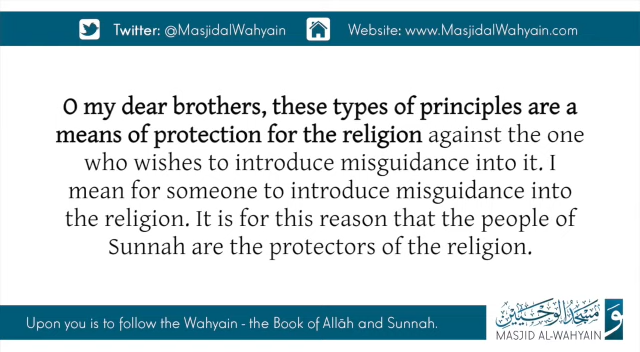 Twitter: @MasjidalWahyain Website: www.MasjidalWahyain.com
O my dear brothers, these types of principles are a
means of protection for the religion against the one
who wishes to introduce misguidance into it. I
mean for someone to introduce misguidance into
the religion. It is for this reason that the people of
Sunnah are the protectors of the religion.
Upon you is to follow the Wahyain - the Book of Allāh and Sunnah.
مسجد الوحيين
و
MASJID AL-WAHYAIN